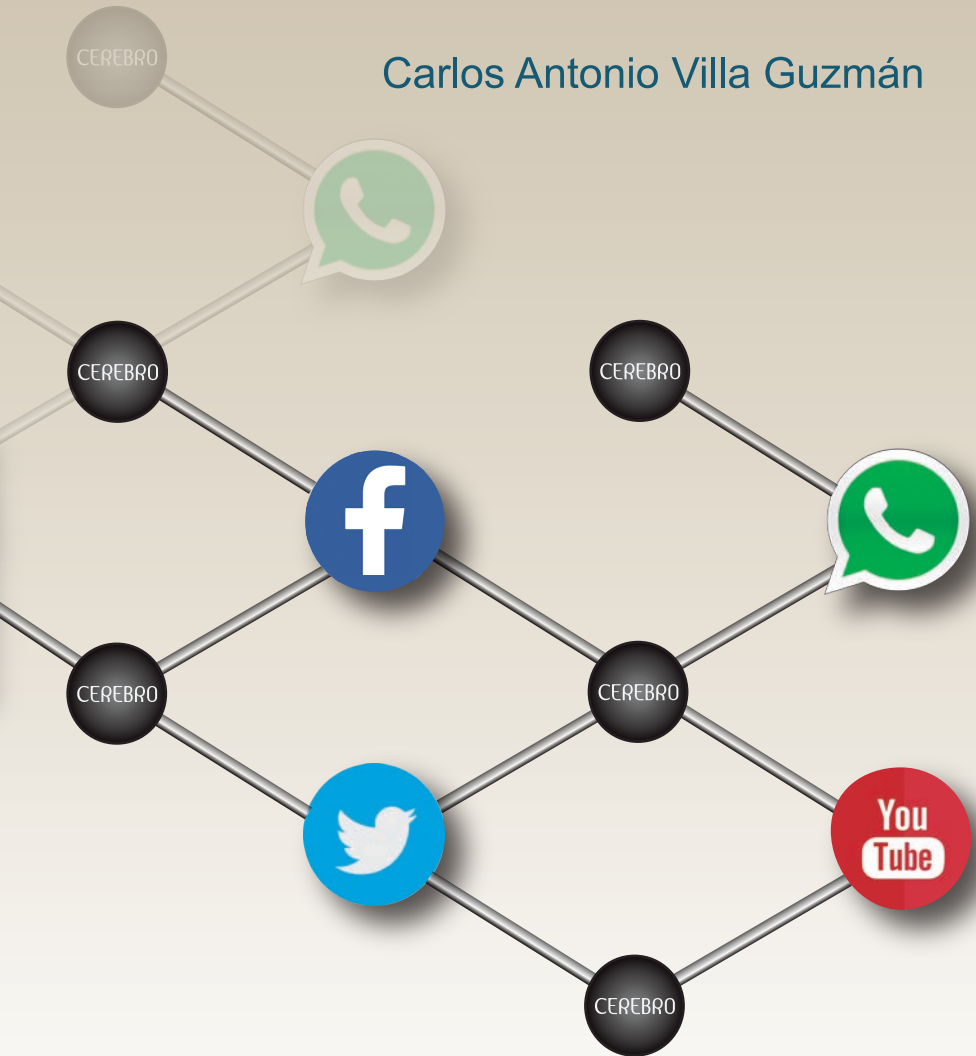 CEREBRO
Carlos Antonio Villa Guzmán
CEREBRO
CEREBRO
f
CEREBRO
CEREBRO
You
Tube
CEREBRO